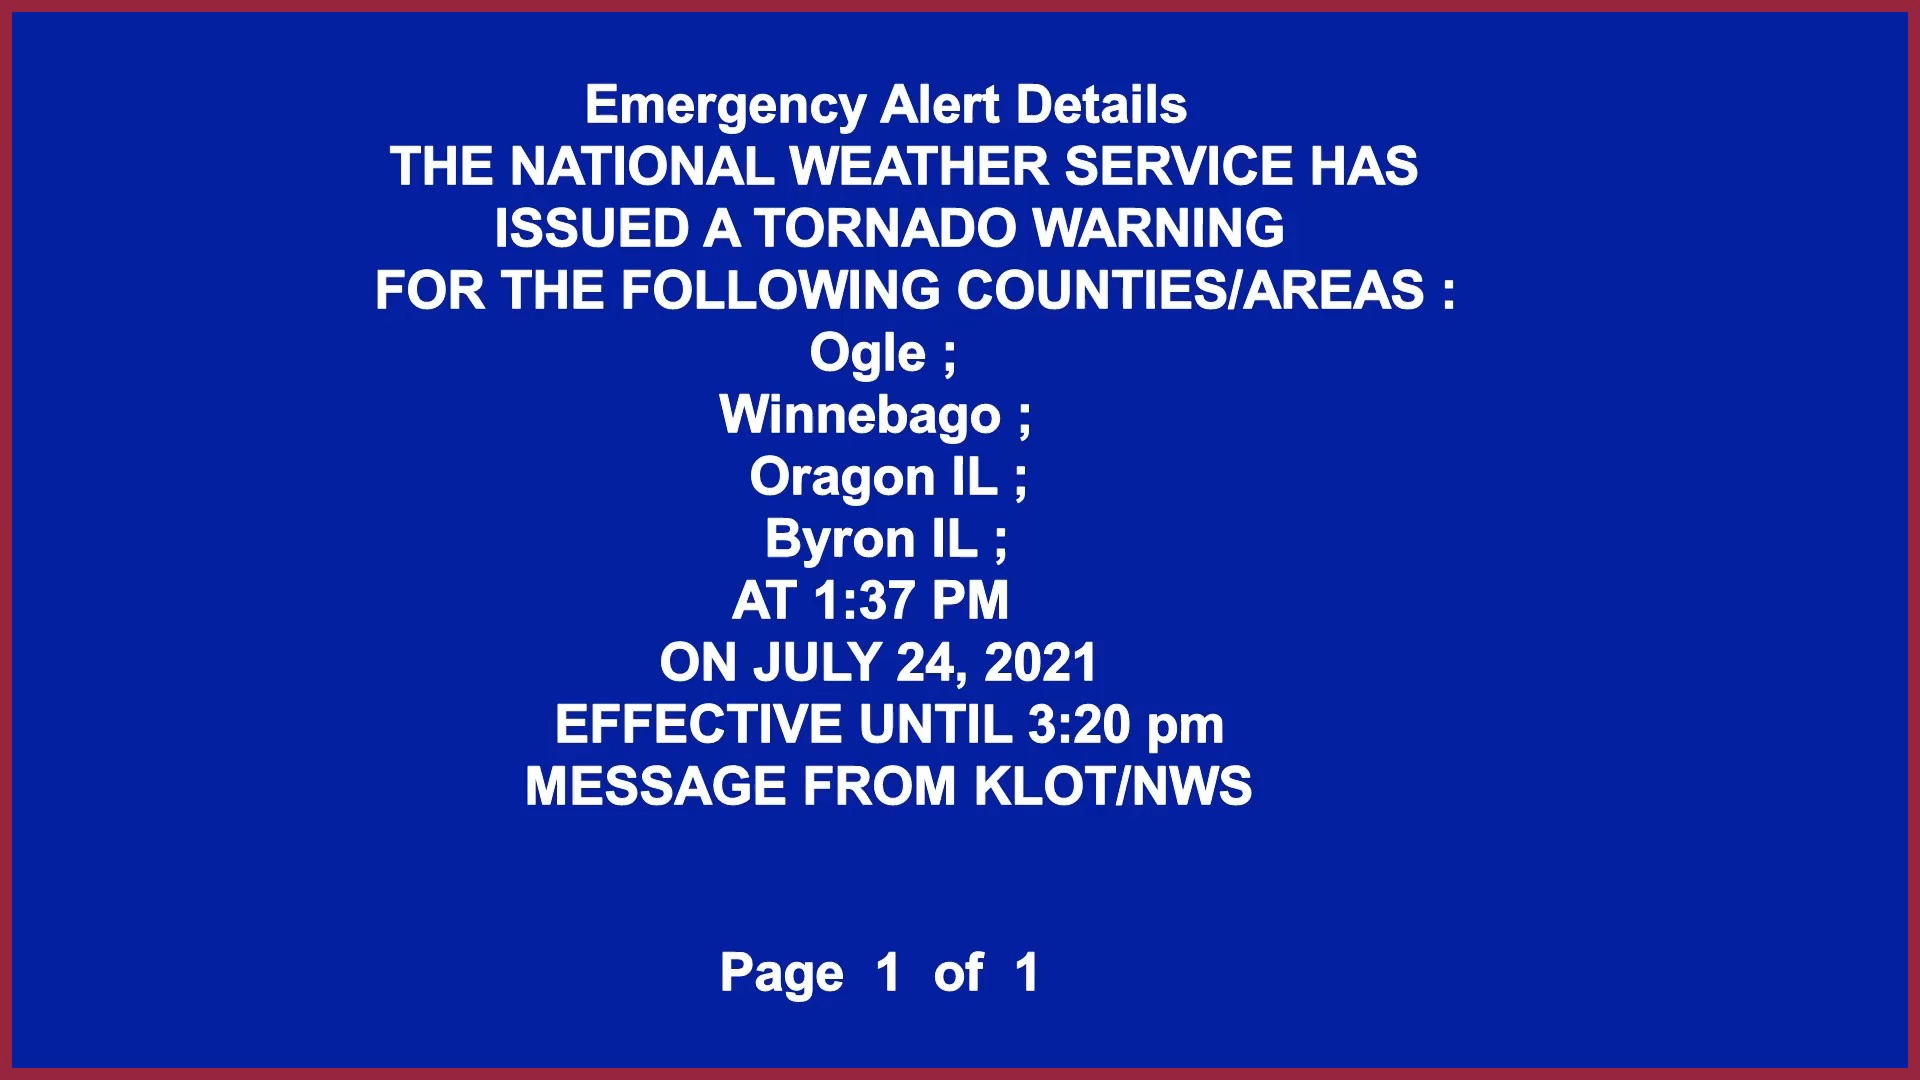 Emergency Alert Details
THE NATIONAL WEATHER SERVICE HAS
ISSUED A TORNADO WARNING
FOR THE FOLLOWING COUNTIES/AREAS :
Ogle ;
Winnebago ;
Oragon IL ;
Byron IL ;
AT 1:37 PM
ON JULY 24, 2021
EFFECTIVE UNTIL 3:20 pm
MESSAGE FROM KLOT/NWS
Page 1 of 1